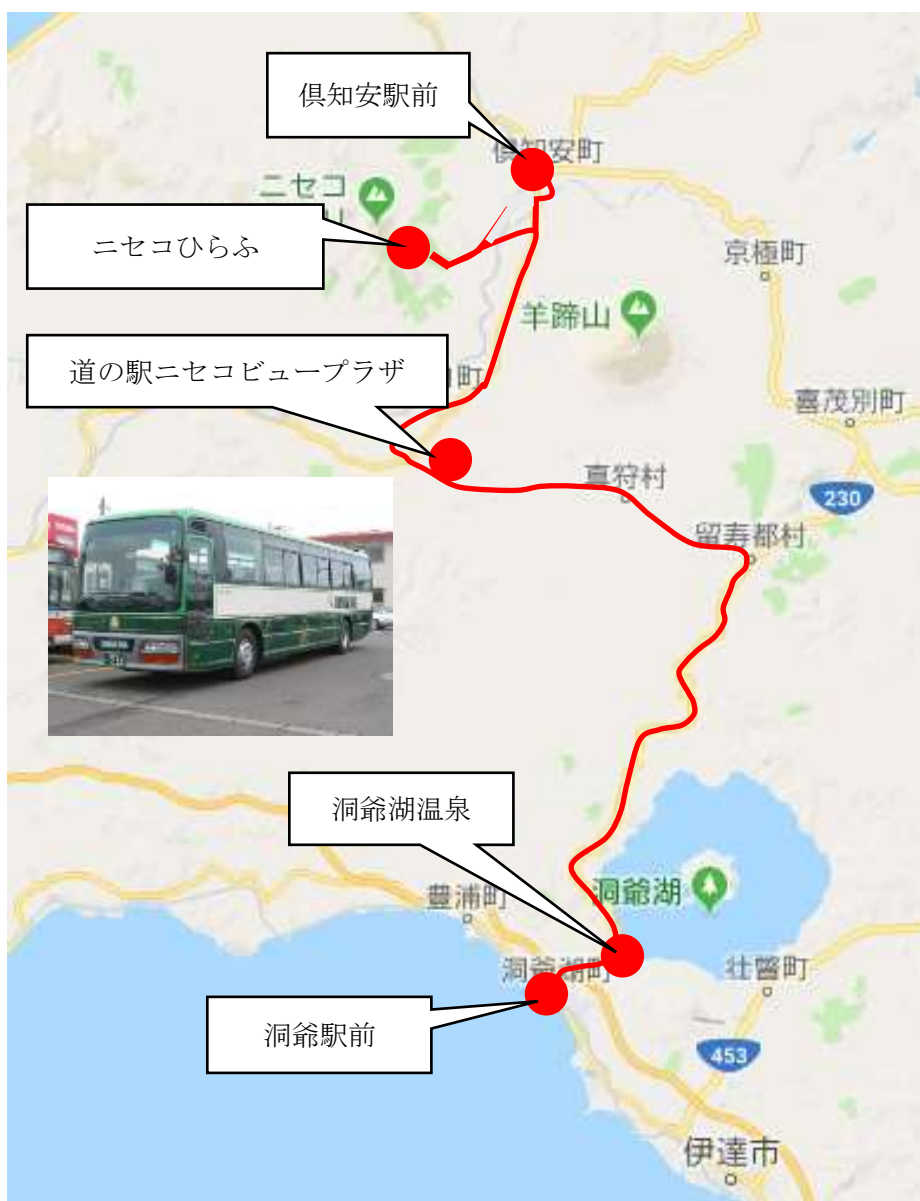 倶知安駅前
倶知安町
ニセコ
ニセコひらふ
京極町
羊蹄山
道の駅ニセコビュープラザ
町
喜茂別町
真狩村
230
留寿都村
洞爺湖温泉
洞爺湖
豊浦町
洞爺湖町
壮瞥町
洞爺駅前
453
伊達市